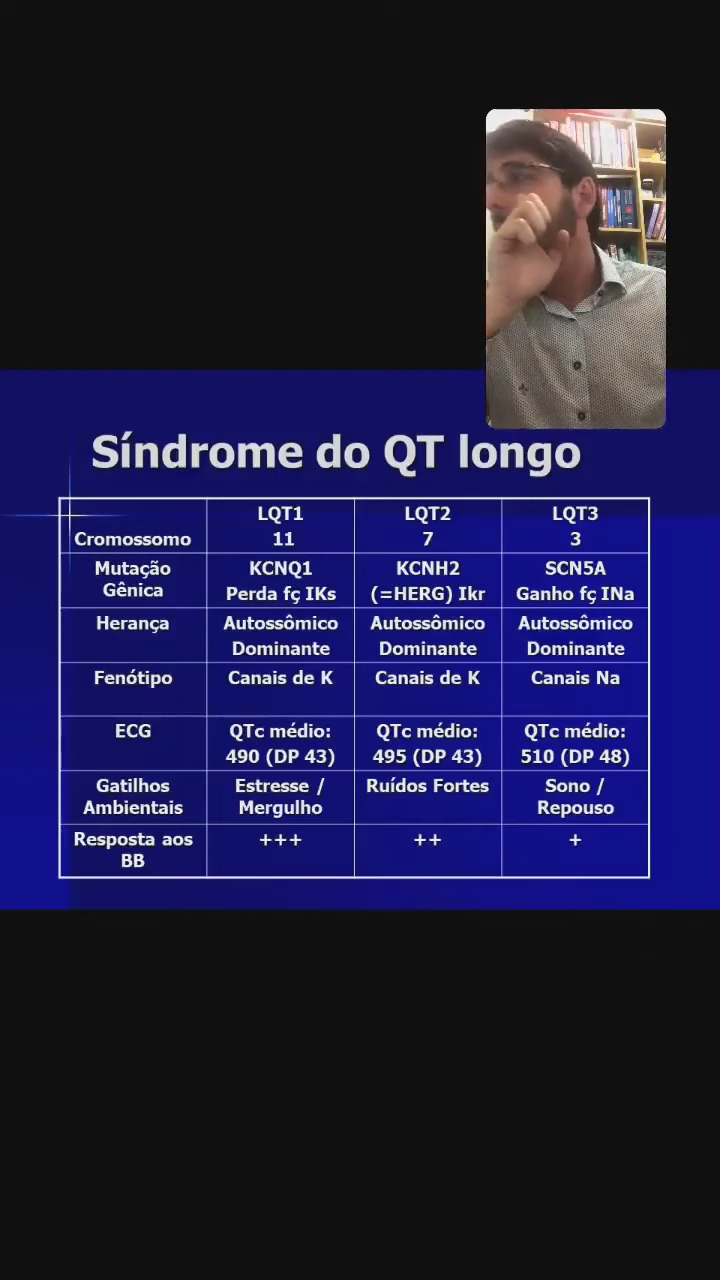 Síndrome do QT longo
LQT1 LQT2 LQT3
Cromossomo 11 7 3
Mutação KCNQ1 KCNH2 SCN5A
Gênica Perda fç IKs (=HERG) Ikr Ganho fç INa
Herança Autossômico Autossômico Autossômico
Dominante Dominante Dominante
Fenótipo Canais de K Canais de K Canais Na
ECG QTc médio: QTc médio: QTc médio:
490 (DP 43) 495 (DP 43) 510 (DP 48)
Gatilhos Estresse / Ruídos Fortes Sono /
Ambientais Mergulho Repouso
Resposta aos +++ ++ +
BB